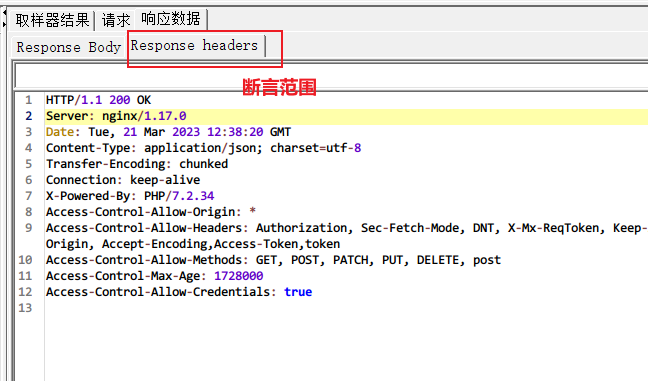 取样器结果 请求 响应数据
Response Body Response headers
断言范围
1 HTTP/1.1 200 OK
2 Server: nginx/1.17.0
3 Date: Tue, 21 Mar 2023 12:38:20 GMT
4 Content-Type: application/json; charset=utf-8
5 Transfer-Encoding: chunked
6 Connection: keep-alive
7 X-Powered-By: PHP/7.2.34
8 Access-Control-Allow-Origin: *
9 Access-Control-Allow-Headers: Authorization, Sec-Fetch-Mode, DNT, X-Mx-ReqToken, Keep-
Origin, Accept-Encoding,Access-Token,token
10 Access-Control-Allow-Methods: GET, POST, PATCH, PUT, DELETE, post
11 Access-Control-Max-Age: 1728000
12 Access-Control-Allow-Credentials: true
13